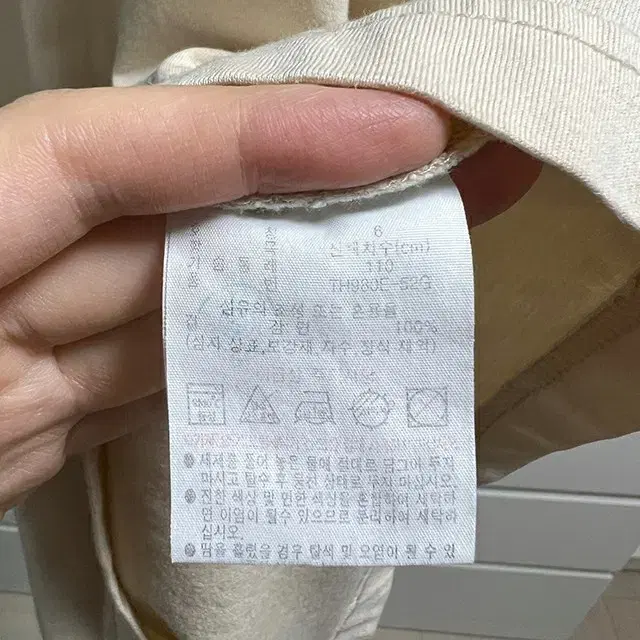 6
신체치수(cm)
110
TH980E-52G
섬유의 조성 또는 혼용률
100%
(심지,상표,보강재,자수,장식 제외)
세제를 풀어 놓은 물에 절대로 담그어 두지
마시고 탈수 후 젖은 상태로 두지 마십시오.
진한 색상 및 연한 색상을 혼합하여 세탁하
면 이염이 될수 있으므로 분리하여 세탁하
십시오.
땀을 흘렸을 경우 탈색 및 오염이 될 수 있